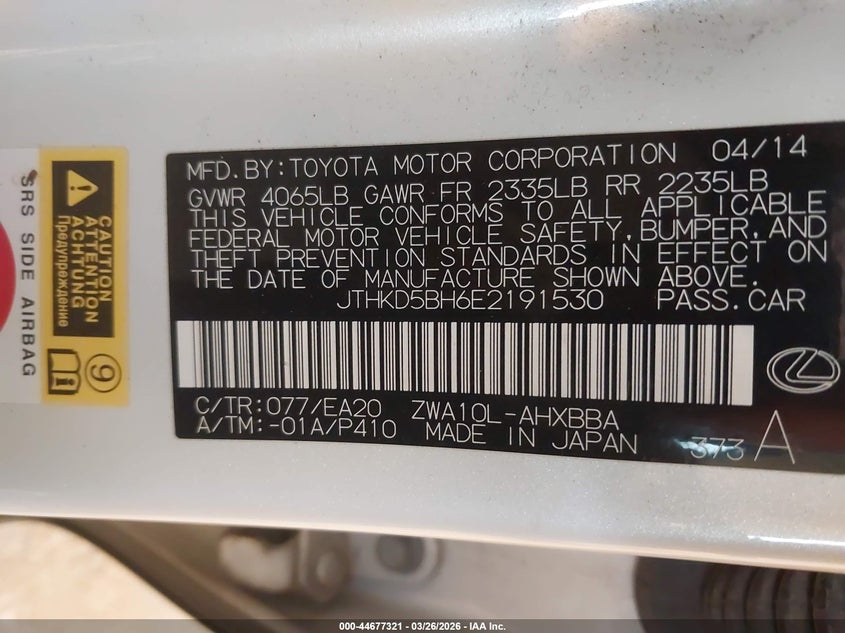 MFD.BY:TOYOTA MOTOR CORPORATION 04/14
GVWR 4065LB GAWR FR 2335LB RR 2235LB
THIS VEHICLE CONFORMS TO ALL APPLICABLE
FEDERAL MOTOR VEHICLE SAFETY,BUMPER,AND
THEFT PREVENTION STANDARDS IN EFFECT ON
THE DATE OF MANUFACTURE SHOWN ABOVE.
JTHKD5BH6E2191530 PASS.CAR
C/TR:077/EA20 ZWA10L-AHXBBA
A/TM:-01A/P410 MADE IN JAPAN 373 A
SRS SIDE AIRBAG
CAUTION
ATTENTION
ACHTUNG
Предупреждение
9
000-44677321 | 03/26/2026 | IAA Inc.